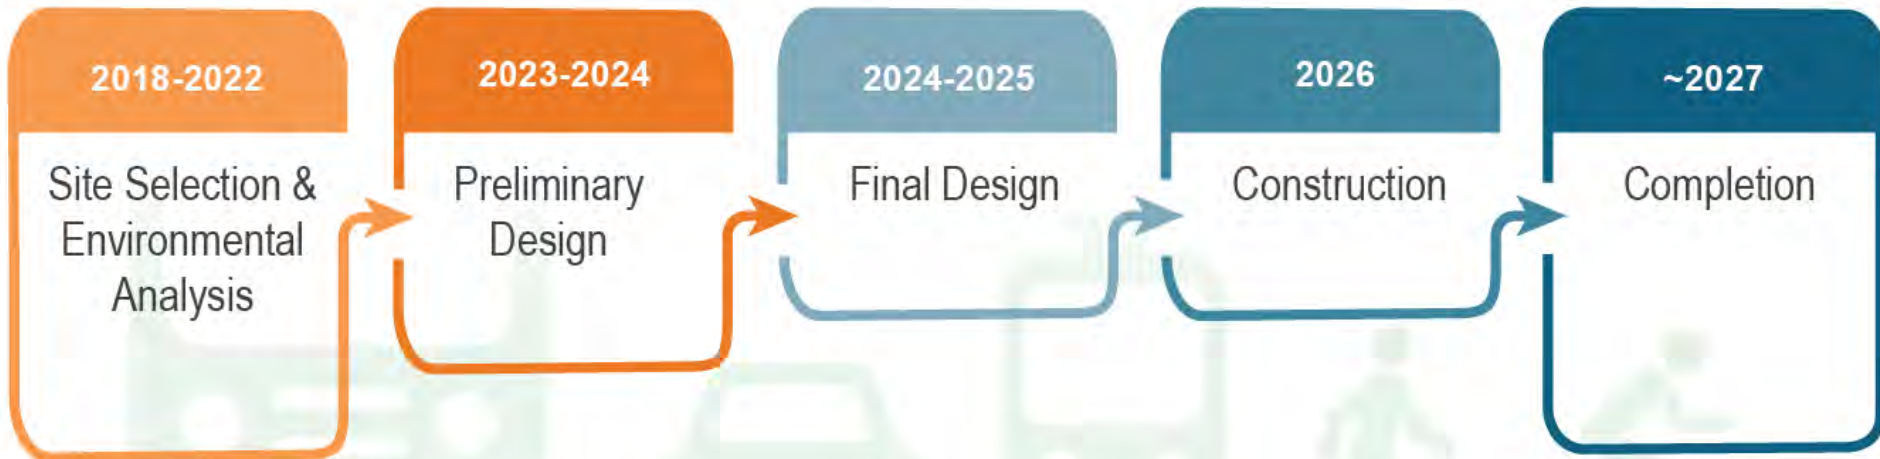 2018-2022
Site Selection &
Environmental
Analysis
2023-2024
Preliminary
Design
2024-2025
Final Design
2026
Construction
~2027
Completion